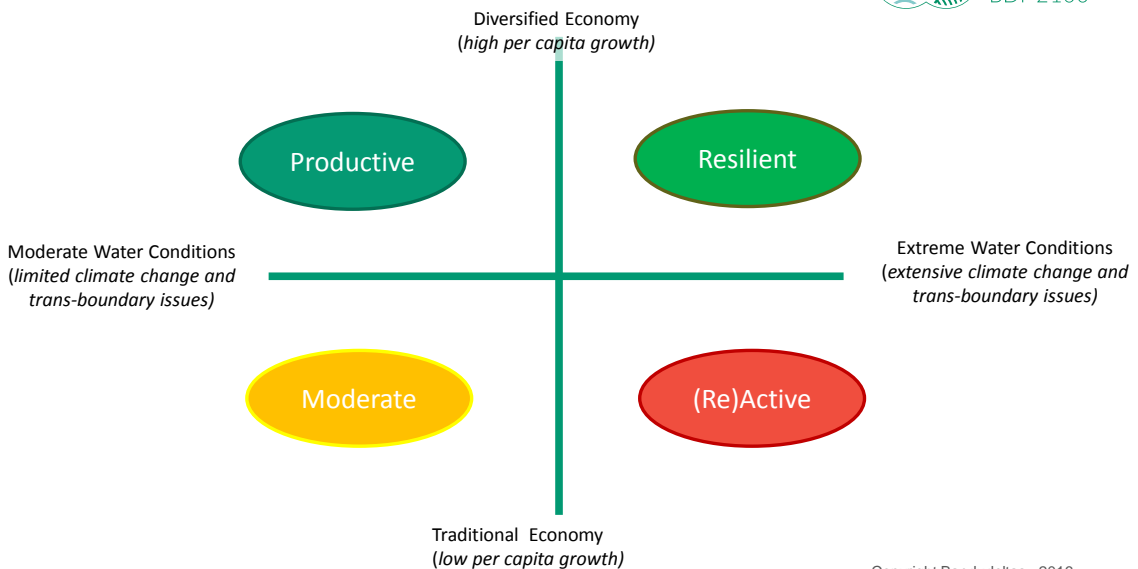 Diversified Economy
(high per capita growth)
Productive
Resilient
Moderate Water Conditions
(limited climate change and
trans-boundary issues)
Extreme Water Conditions
(extensive climate change and
trans-boundary issues)
Moderate
(Re)Active
Traditional Economy
(low per capita growth)